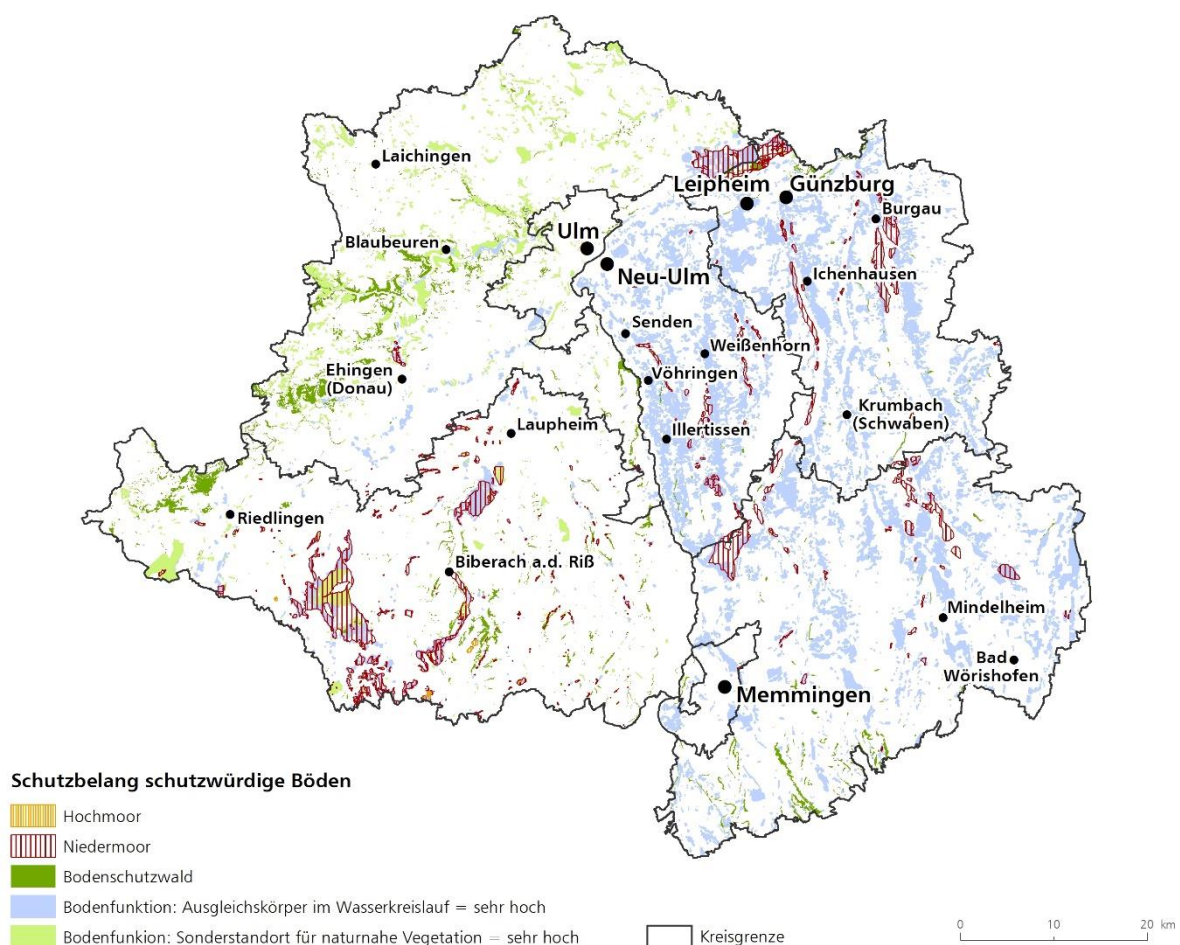 Laichingen
Leipheim
Günzburg
Burgau
Ulm
Blaubeuren
Neu-Ulm
Ichenhausen
Senden
Weißenhorn
Ehingen
(Donau)
Vöhringen
Krumbach
(Schwaben)
Laupheim
Illertissen
Riedlingen
Biberach a.d. Riß
Mindelheim
Bad
Wörishofen
Memmingen
Schutzbelang schutzwürdige Böden
Hochmoor
Niedermoor
Bodenschutzwald
Bodenfunktion: Ausgleichskörper im Wasserkreislauf = sehr hoch
Bodenfunkion: Sonderstandort für naturnahe Vegetation = sehr hoch
Kreisgrenze
0 10 20 km